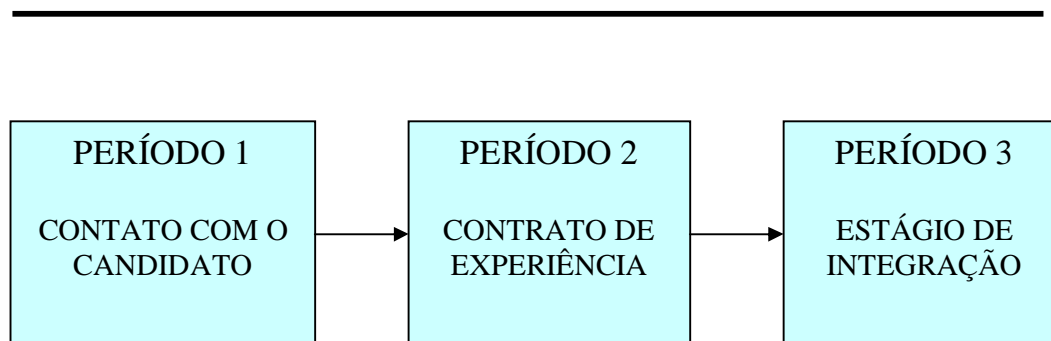 PERÍODO 1
CONTATO COM O
CANDIDATO
PERÍODO 2
CONTRATO DE
EXPERIÊNCIA
PERÍODO 3
ESTÁGIO DE
INTEGRAÇÃO